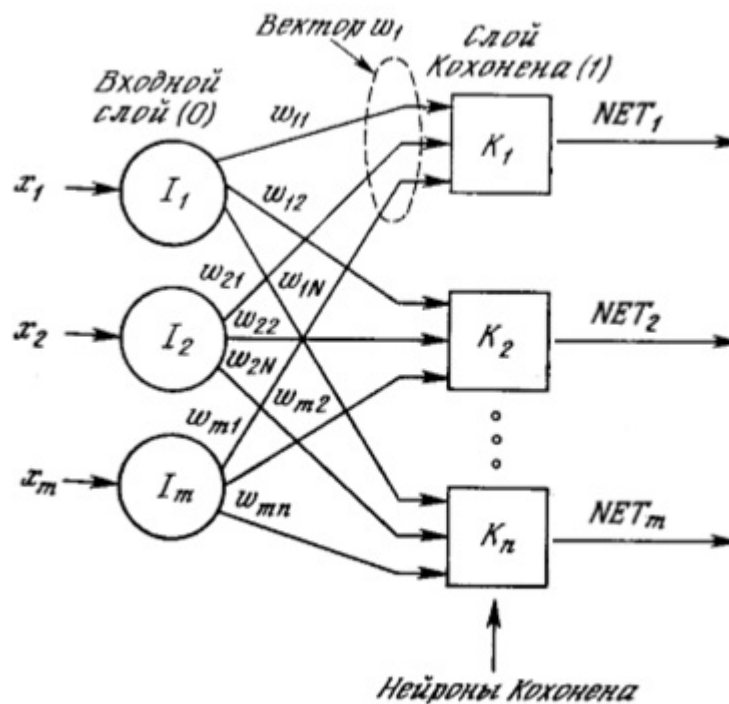 Вектор w1
Слой
Кохонена (1)
Входной
слой (0)
w11
K1
NET1
x1
I1
w12
w21
w1N
x2
I2
w22
K2
NET2
w2N
wm1
wm2
xm
Im
wmn
Kn
NETm
Нейроны Кохонена